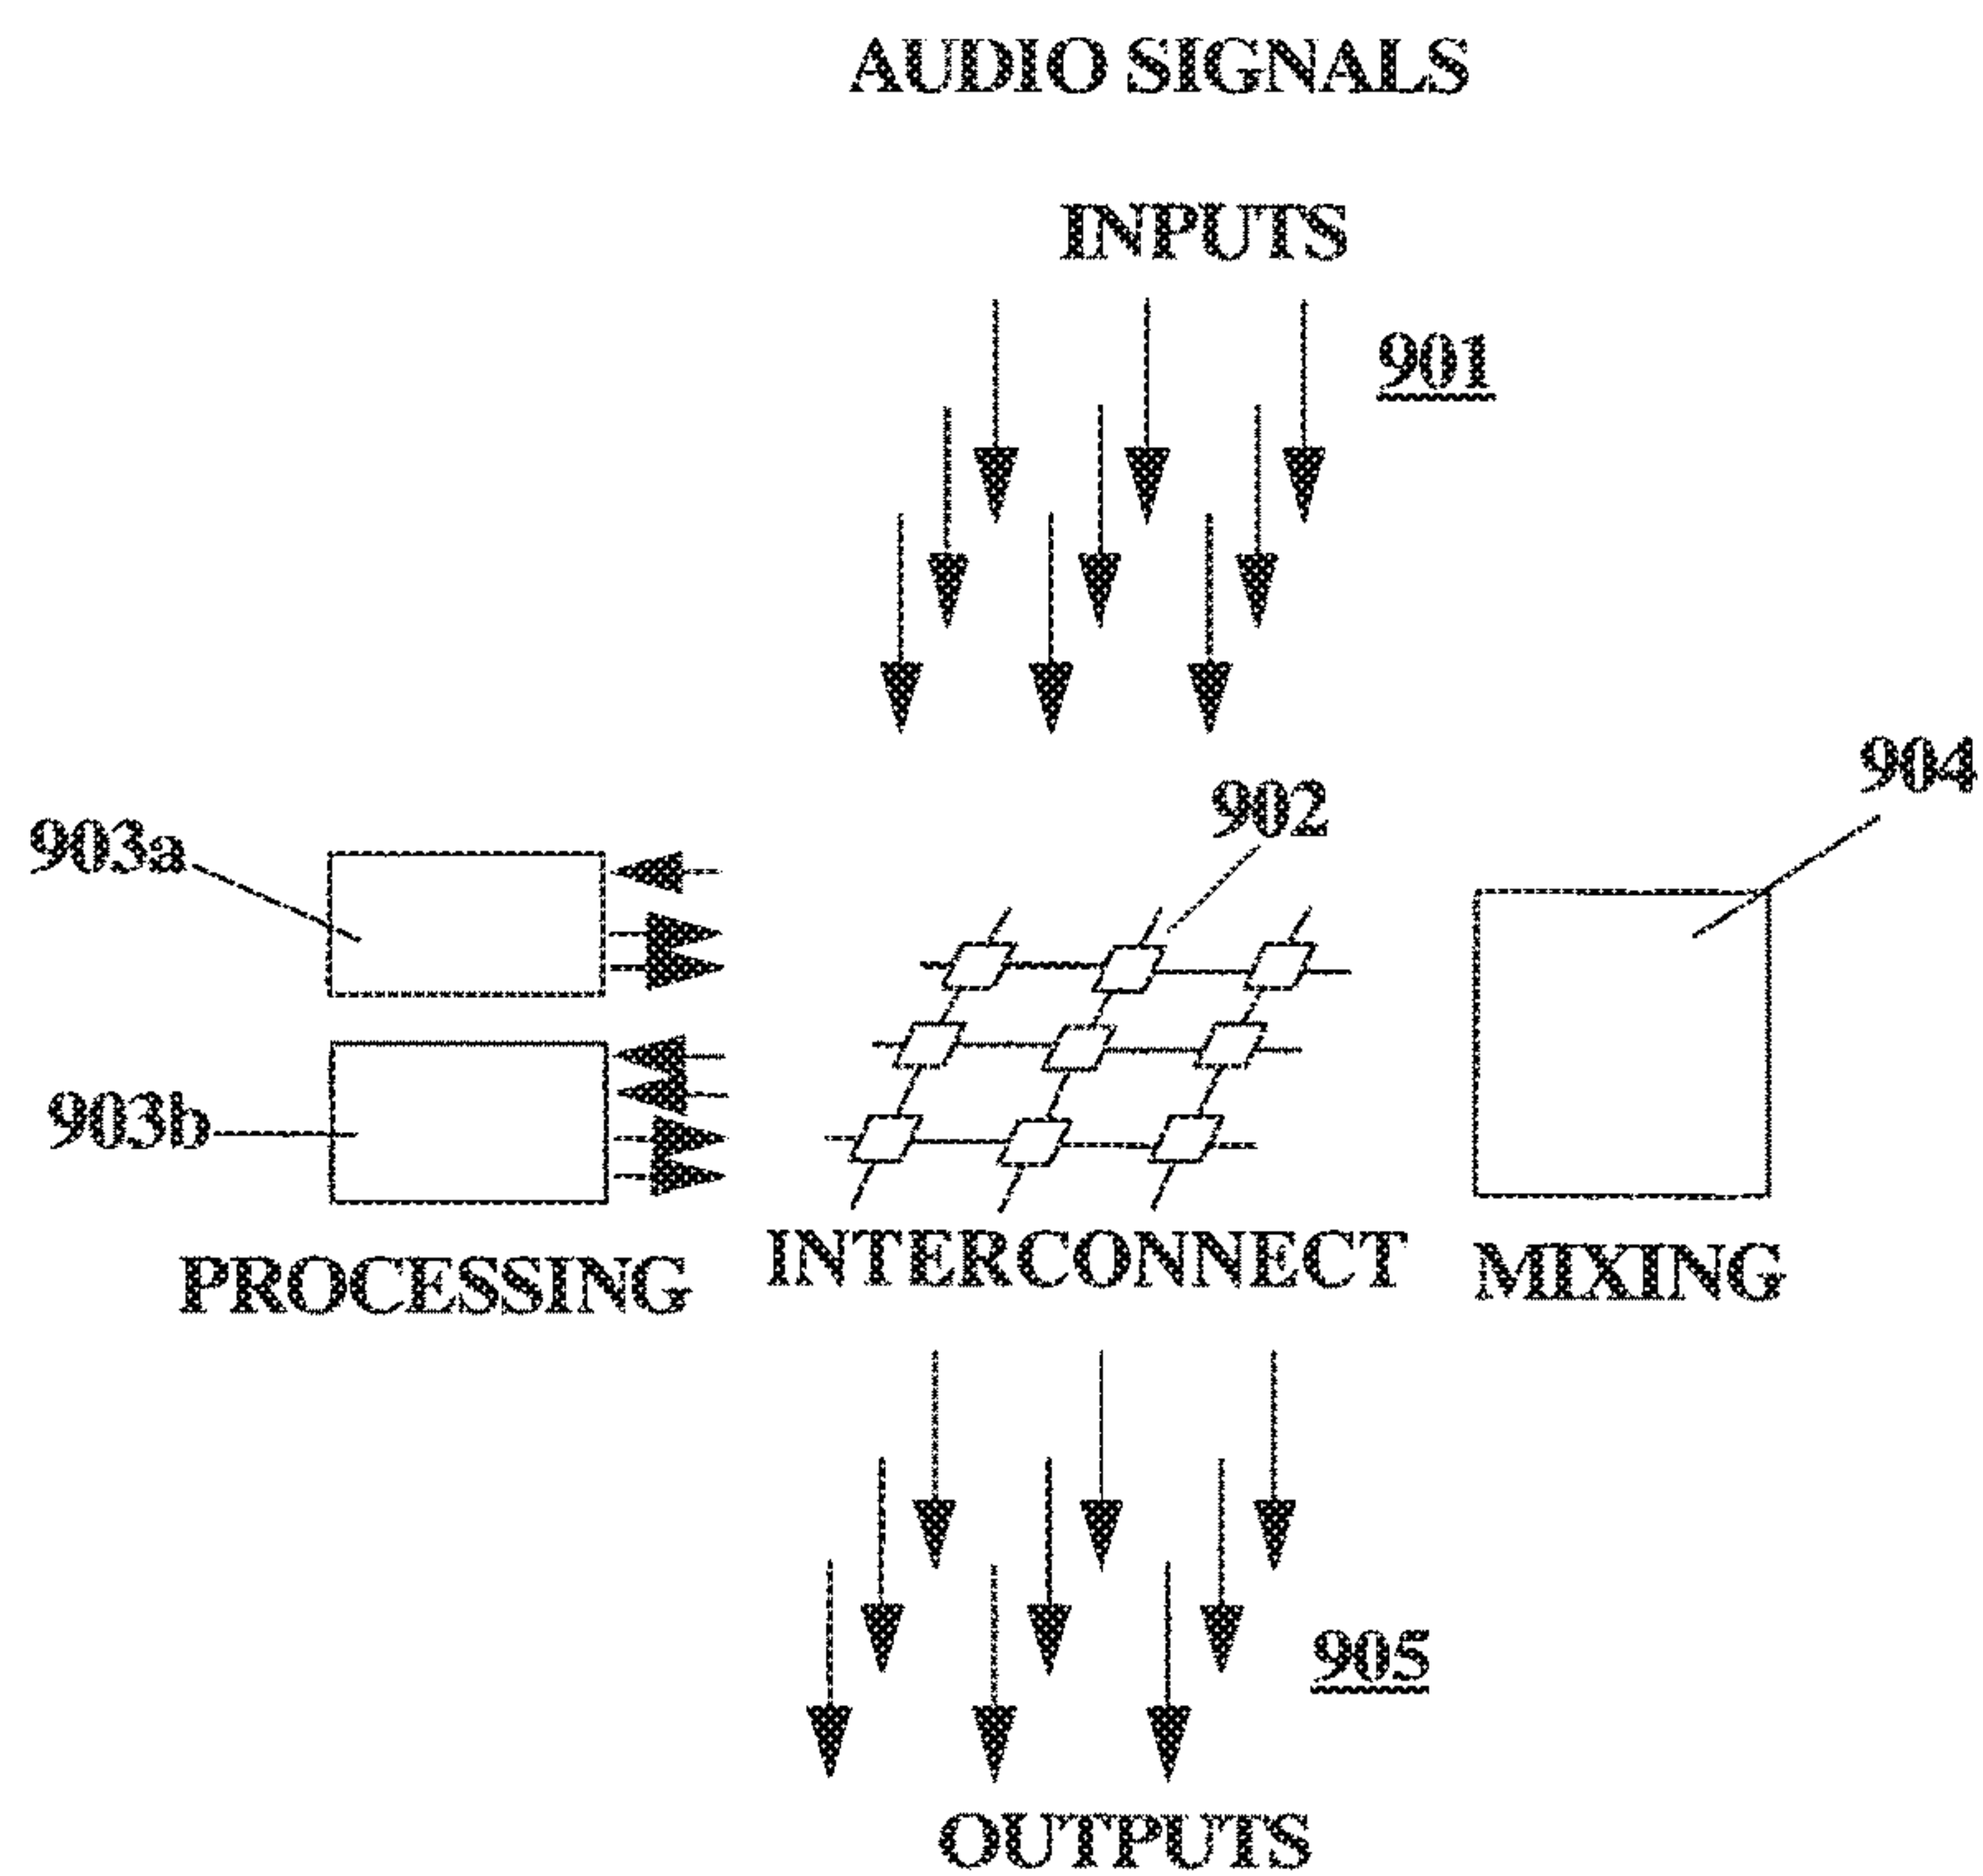 AUDIO SIGNALS
INPUTS
901
904
902
903a
903b
INTERCONNECT
PROCESSING
MIXING
905
OUTPUTS